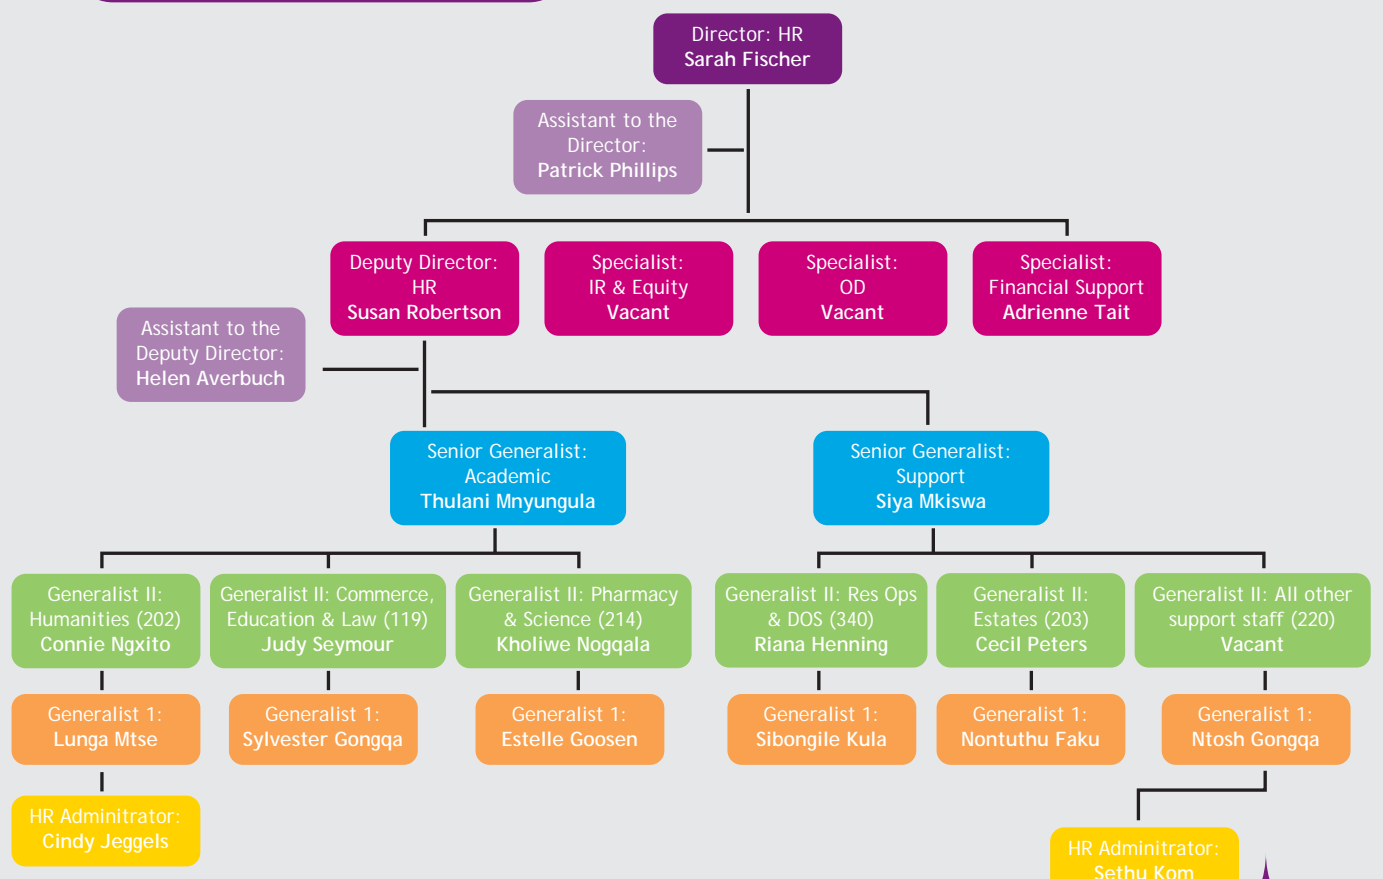 Director: HR
Sarah Fischer
Assistant to the
Director:
Patrick Phillips
Deputy Director:
HR
Susan Robertson
Specialist:
IR & Equity
Vacant
Specialist:
OD
Vacant
Specialist:
Financial Support
Adrienne Tait
Assistant to the
Deputy Director:
Helen Averbuch
Senior Generalist:
Academic
Thulani Mnyungula
Senior Generalist:
Support
Siya Mkiswa
Generalist II:
Humanities (202)
Connie Ngxito
Generalist II: Commerce,
Education & Law (119)
Judy Seymour
Generalist II: Pharmacy
& Science (214)
Kholiwe Nogqala
Generalist II: Res Ops
& DOS (340)
Riana Henning
Generalist II:
Estates (203)
Cecil Peters
Generalist II: All other
support staff (220)
Vacant
Generalist 1:
Lunga Mtse
Generalist 1:
Sylvester Gongqa
Generalist 1:
Estelle Goosen
Generalist 1:
Sibongile Kula
Generalist 1:
Nontuthu Faku
Generalist 1:
Ntosh Gongqa
HR Adminitrator:
Cindy Jeggels
HR Adminitrator:
Sethu Kom